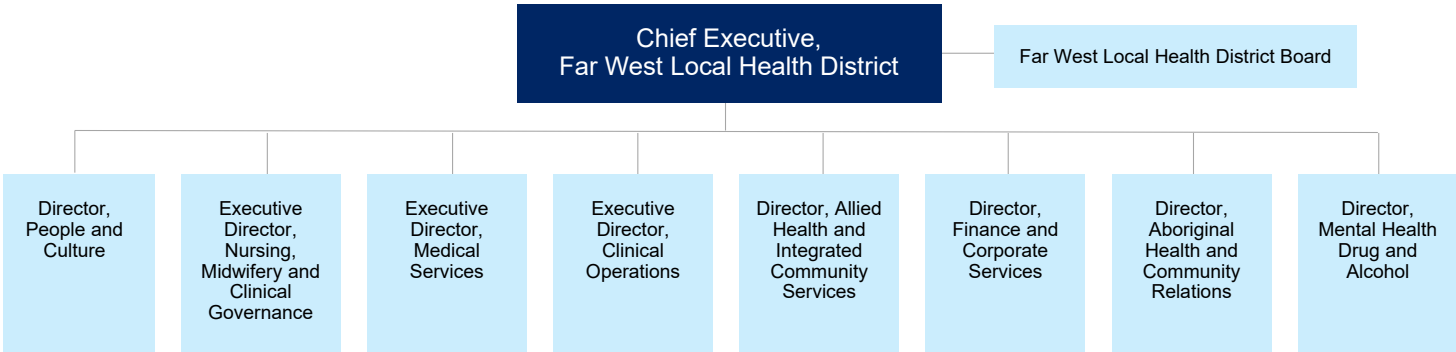 Chief Executive,
Far West Local Health District
Far West Local Health District Board
Director,
People and
Culture
Executive
Director,
Nursing,
Midwifery and
Clinical
Governance
Executive
Director,
Medical
Services
Executive
Director,
Clinical
Operations
Director, Allied
Health and
Integrated
Community
Services
Director,
Finance and
Corporate
Services
Director,
Aboriginal
Health and
Community
Relations
Director,
Mental Health
Drug and
Alcohol